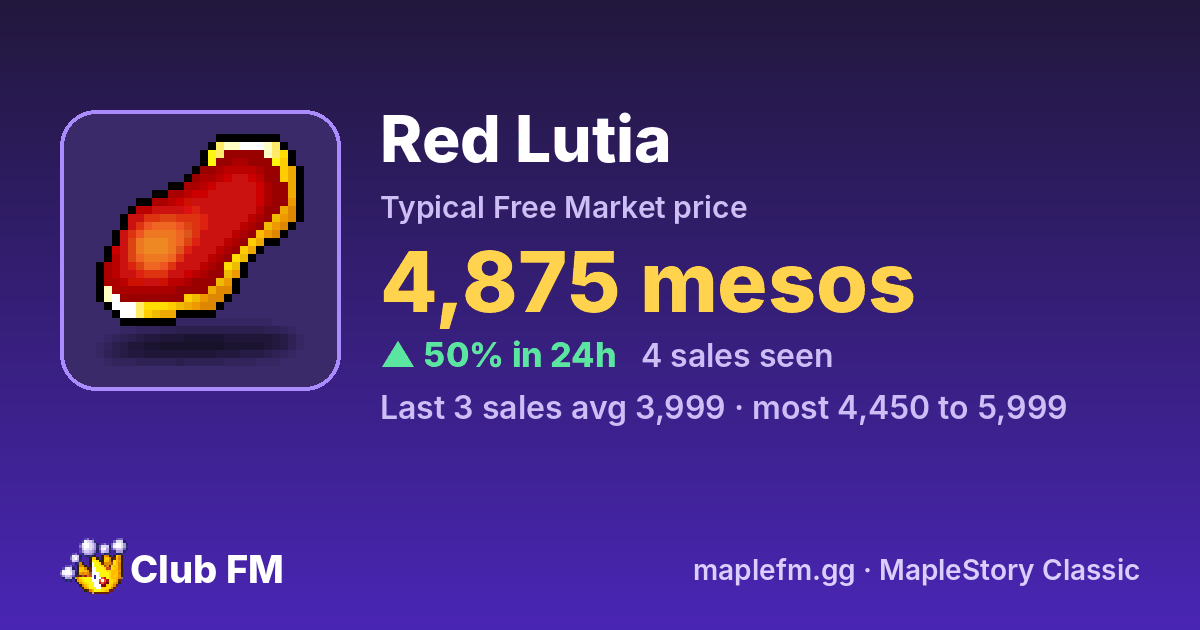 Red Lutia
Typical Free Market price
4,875 mesos
▲ 50% in 24h 4 sales seen
Last 3 sales avg 3,999 · most 4,450 to 5,999
Club FM
maplefm.gg · MapleStory Classic